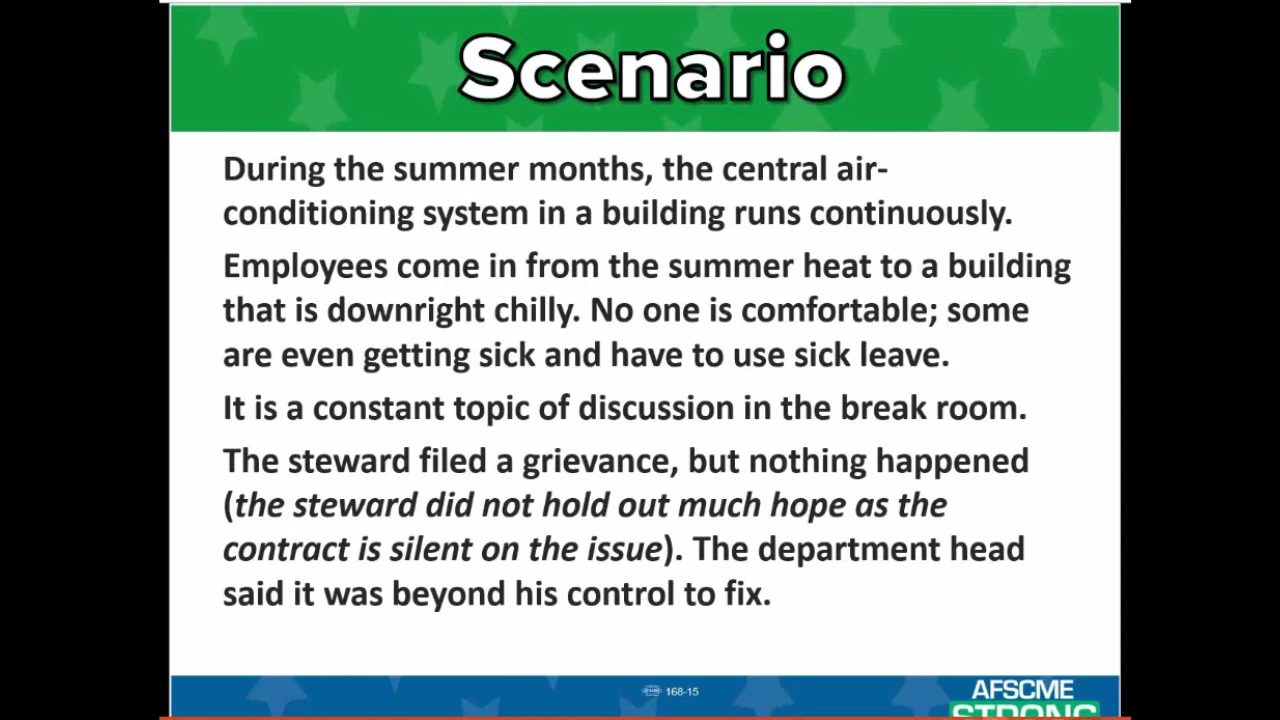 Scenario
During the summer months, the central air-
conditioning system in a building runs continuously.
Employees come in from the summer heat to a building
that is downright chilly. No one is comfortable; some
are even getting sick and have to use sick leave.
It is a constant topic of discussion in the break room.
The steward filed a grievance, but nothing happened
(the steward did not hold out much hope as the
contract is silent on the issue). The department head
said it was beyond his control to fix.
168-15
AFSCME
STRONG